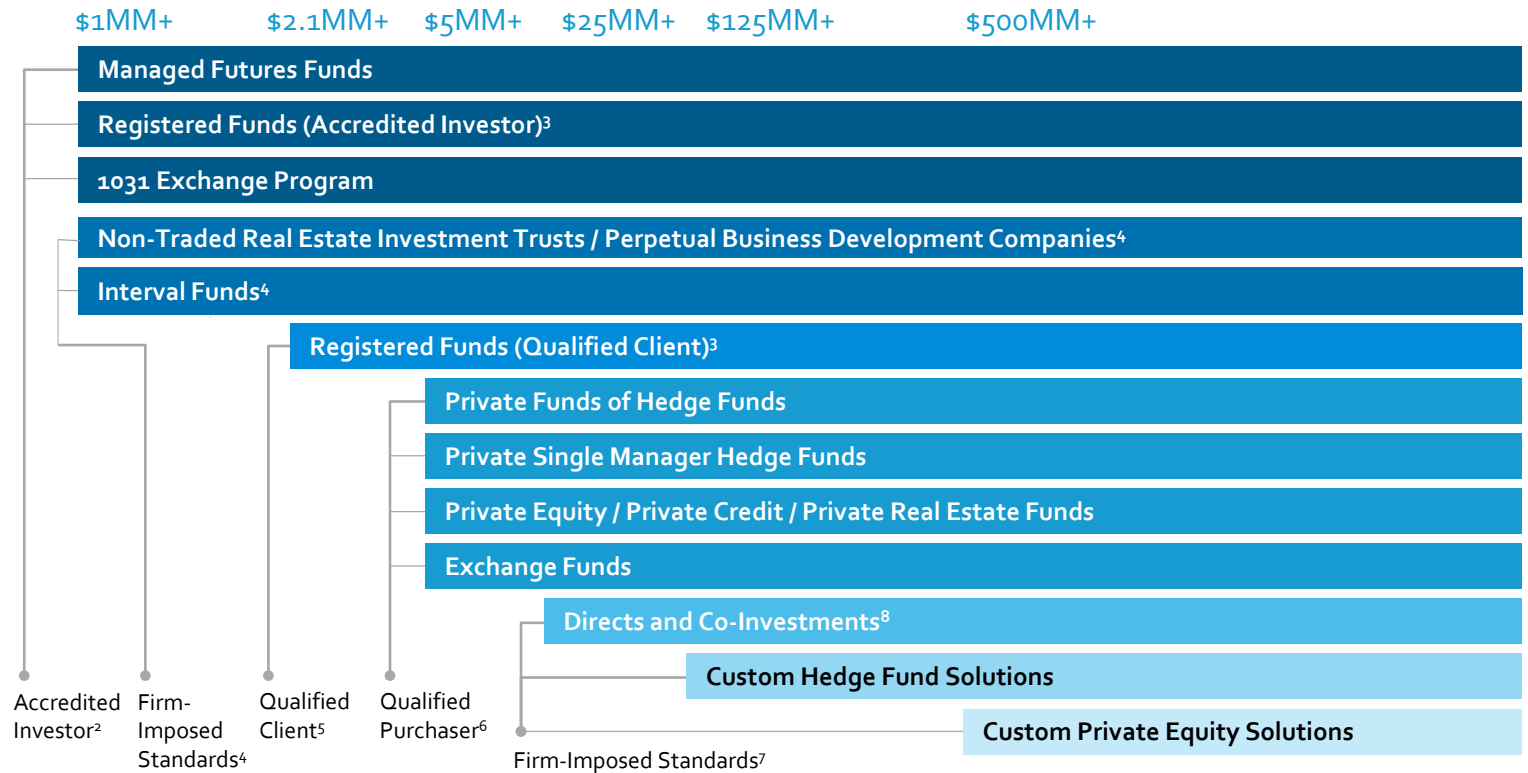 $1MM+ $2.1MM+ $5MM+ $25MM+ $125MM+ $500MM+
Managed Futures Funds
Registered Funds (Accredited Investor)³
1031 Exchange Program
Non-Traded Real Estate Investment Trusts / Perpetual Business Development Companies⁴
Interval Funds⁴
Registered Funds (Qualified Client)³
Private Funds of Hedge Funds
Private Single Manager Hedge Funds
Private Equity / Private Credit / Private Real Estate Funds
Exchange Funds
Directs and Co-Investments⁸
Custom Hedge Fund Solutions
Custom Private Equity Solutions
Accredited
Investor²
Firm-
Imposed
Standards⁴
Qualified
Client⁵
Qualified
Purchaser⁶
Firm-Imposed Standards⁷